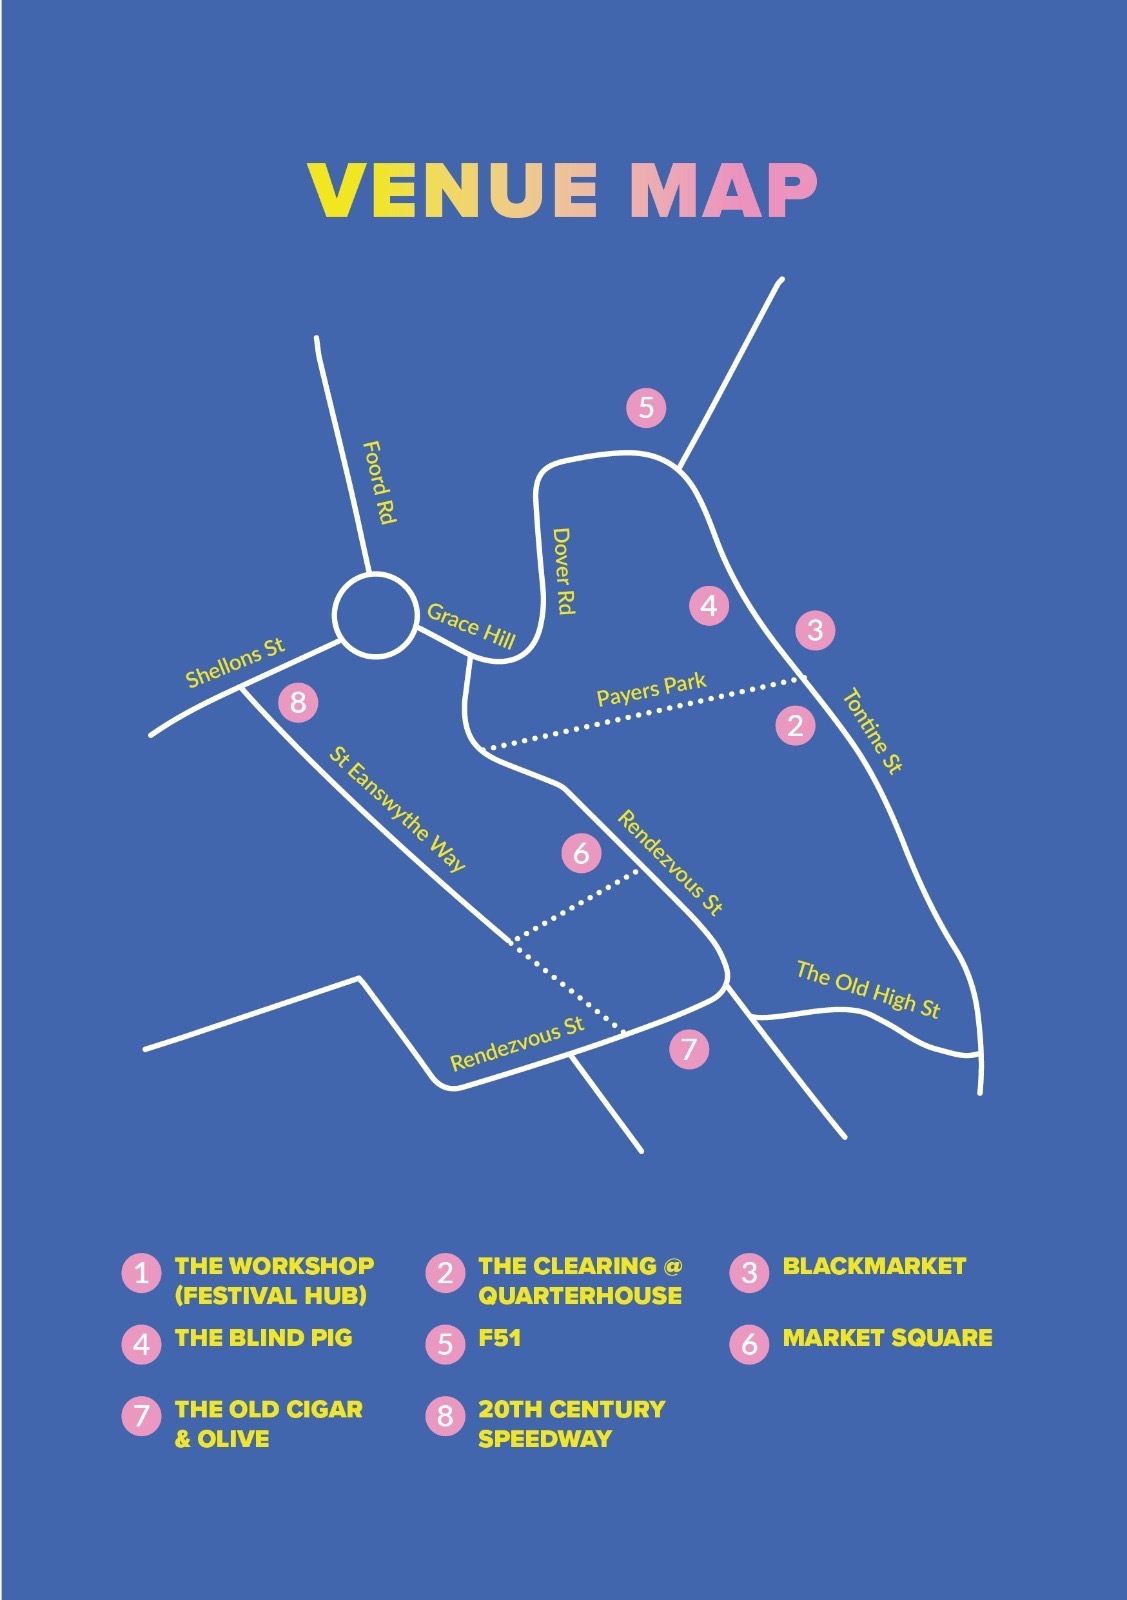 VENUE MAP
5
Foord Rd
Dover Rd
4
Grace Hill
3
Shellons St
8
Payers Park
2
Tontine St
St Eanswythe Way
6
Rendezvous St
The Old High St
Rendezvous St
7
1 THE WORKSHOP
(FESTIVAL HUB)
2 THE CLEARING @
QUARTERHOUSE
3 BLACKMARKET
4 THE BLIND PIG
5 F51
6 MARKET SQUARE
7 THE OLD CIGAR
& OLIVE
8 20TH CENTURY
SPEEDWAY